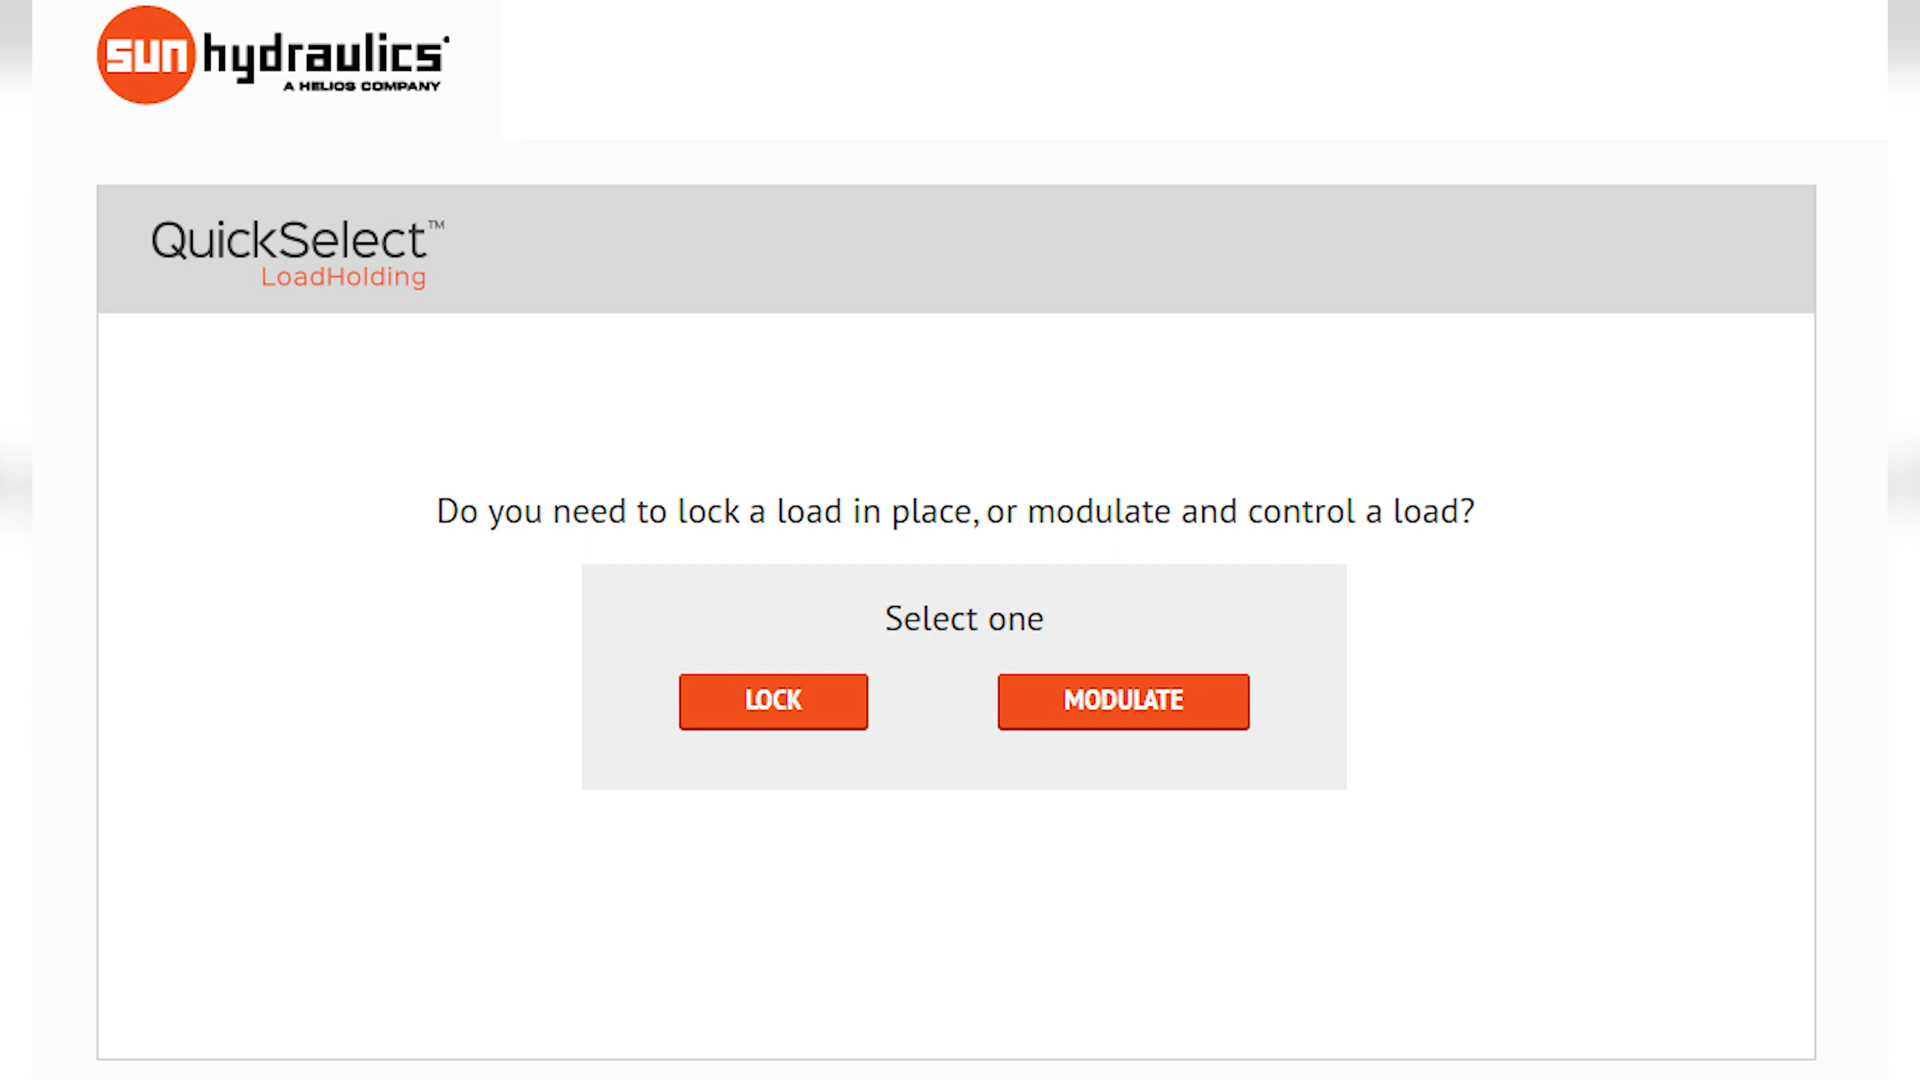 sun hydraulics
A HELIOS COMPANY
QuickSelect™
LoadHolding
Do you need to lock a load in place, or modulate and control a load?
Select one
LOCK
MODULATE